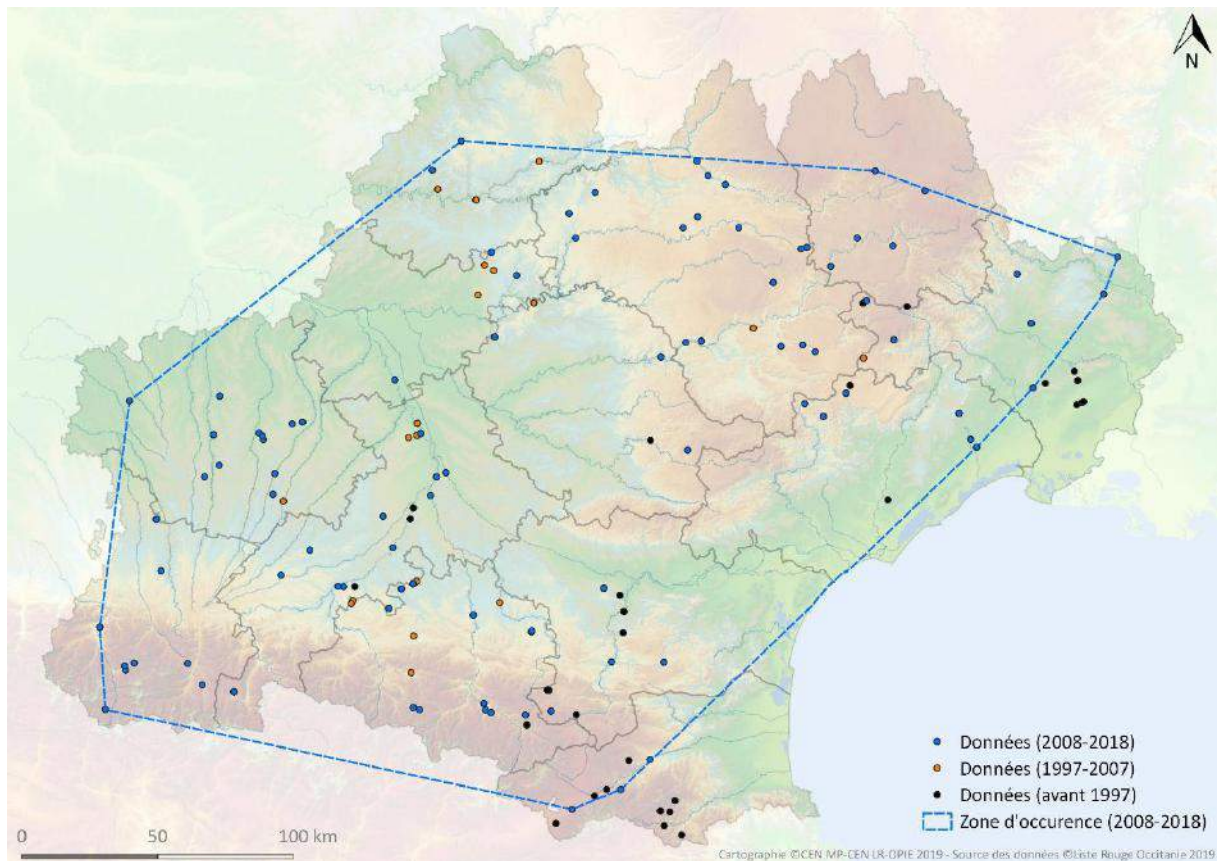 N
Données (2008-2018)
Données (1997-2007)
Données (avant 1997)
Zone d'occurence (2008-2018)
0 50 100 km
Cartographie ©CEN MP-CEN LR-OPIE 2019 - Source des données ©Liste Rouge Occitanie 2019